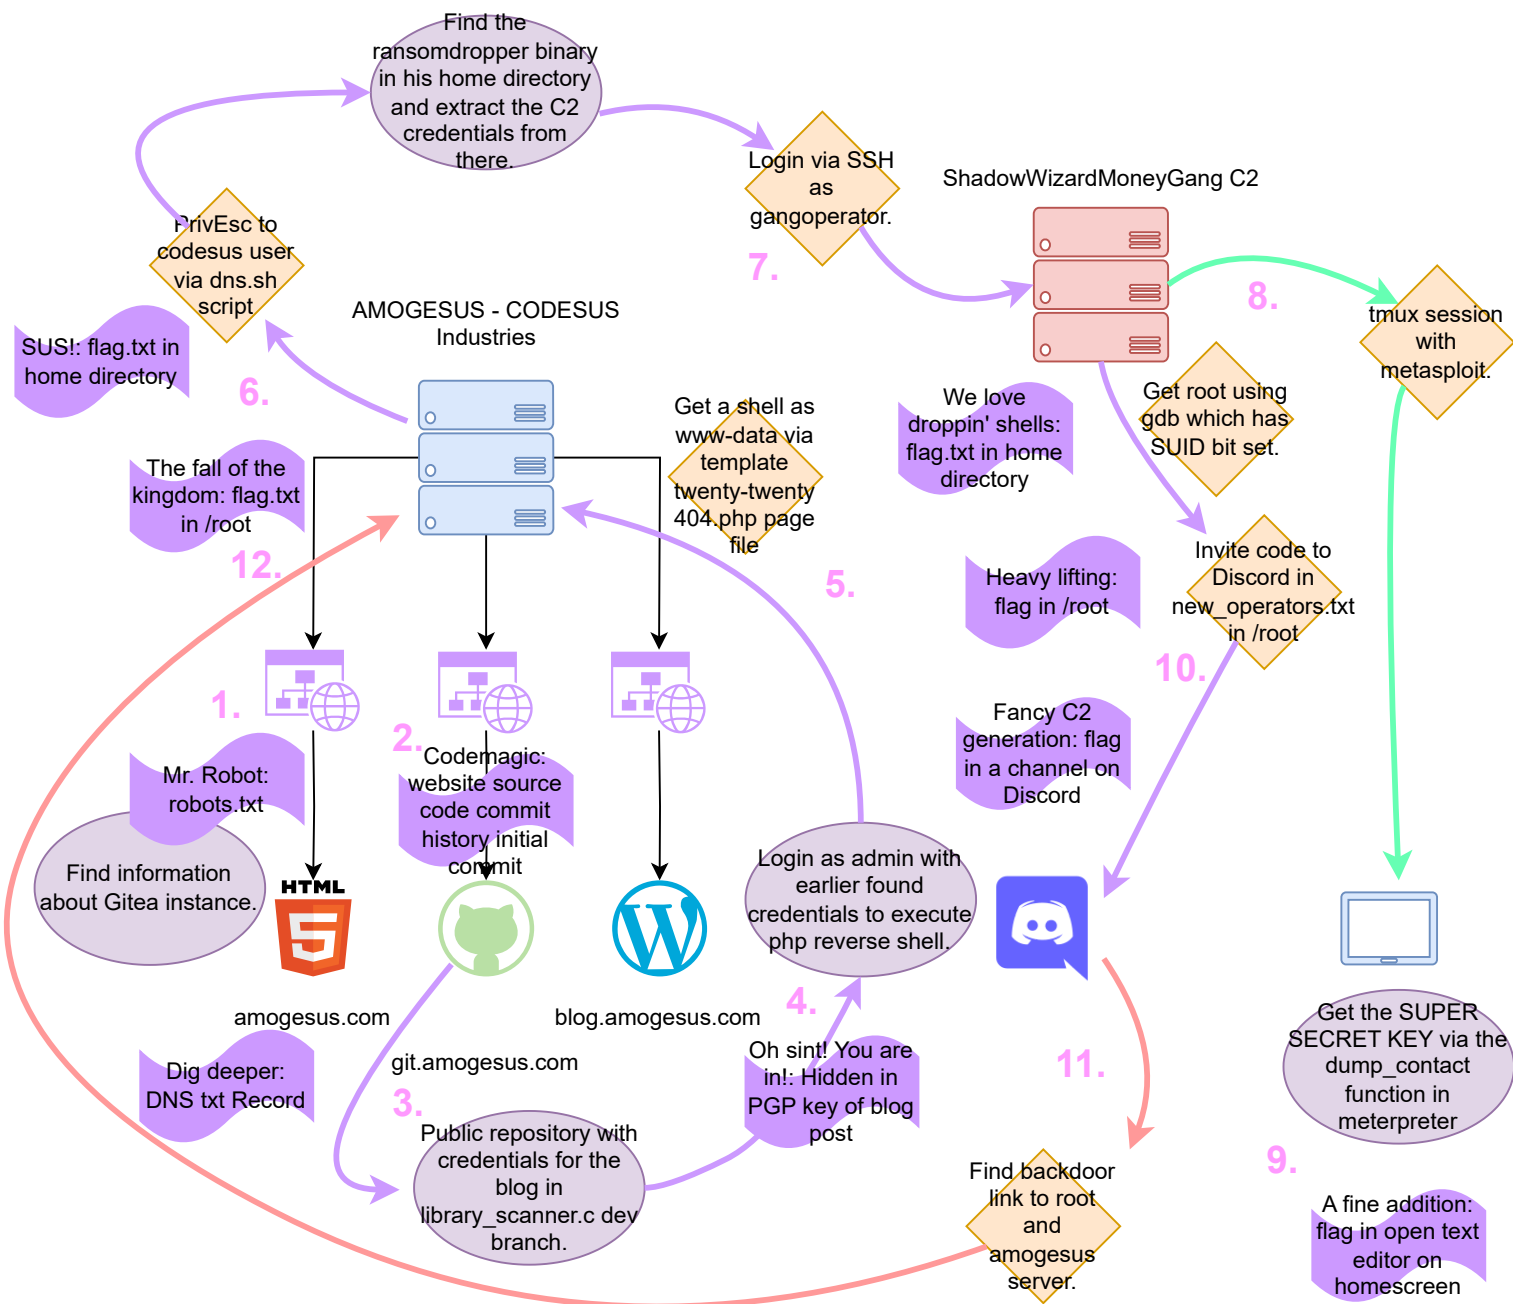 Find the
ransomdropper binary
in his home directory
and extract the C2
credentials from
there.
Login via SSH
as
gangoperator.
7.
ShadowWizardMoneyGang C2
PrivEsc to
codesus user
via dns.sh
script
SUS!: flag.txt in
home directory
6.
AMOGESUS - CODESUS
Industries
8.
tmux session
with
metasploit.
Get a shell as
www-data via
template
twenty-twenty
404.php page
file
We love
droppin' shells:
flag.txt in home
directory
Get root using
gdb which has
SUID bit set.
The fall of the
kingdom: flag.txt
in /root
12.
5.
Heavy lifting:
flag in /root
Invite code to
Discord in
new_operators.txt
in /root
10.
1.
2.
Mr. Robot:
robots.txt
Codemagic:
website source
code commit
history initial
commit
Fancy C2
generation: flag
in a channel on
Discord
Find information
about Gitea instance.
HTML
5
Login as admin with
earlier found
credentials to execute
php reverse shell.
4.
amogesus.com
blog.amogesus.com
git.amogesus.com
Dig deeper:
DNS txt Record
3.
Oh sint! You are
in!: Hidden in
PGP key of blog
post
11.
Get the SUPER
SECRET KEY via the
dump_contact
function in
meterpreter
9.
Public repository with
credentials for the
blog in
library_scanner.c dev
branch.
Find backdoor
link to root
and
amogesus
server.
A fine addition:
flag in open text
editor on
homescreen